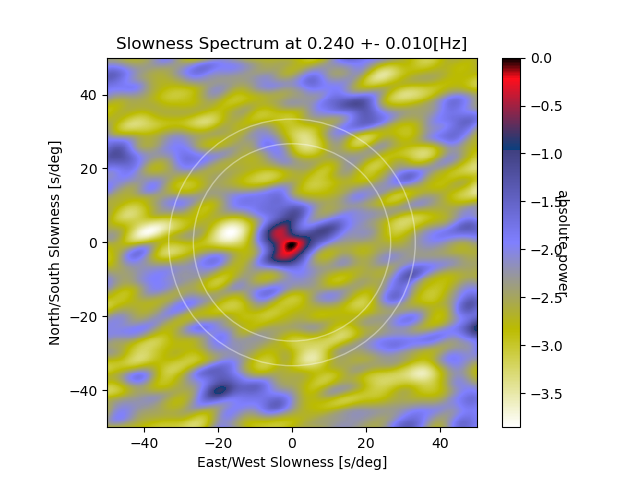 Slowness Spectrum at 0.240 +- 0.010[Hz]
North/South Slowness [s/deg]
40
20
0
−20
−40
−40 −20 0 20 40
East/West Slowness [s/deg]
0.0
−0.5
−1.0
−1.5
−2.0
−2.5
−3.0
−3.5
absolute power